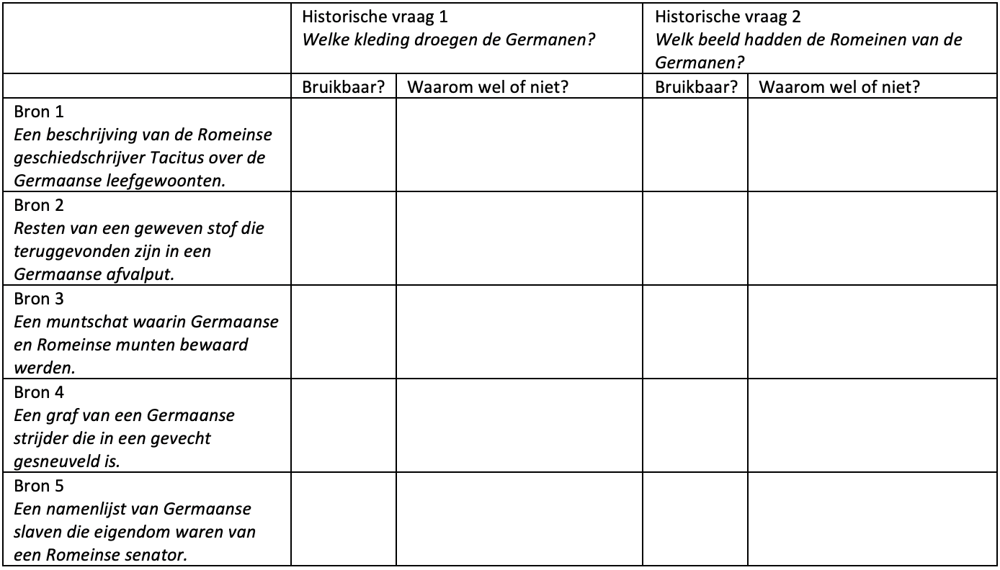 Historische vraag 1
Welke kleding droegen de Germanen?
Historische vraag 2
Welk beeld hadden de Romeinen van de
Germanen?
Bruikbaar?
Waarom wel of niet?
Bruikbaar?
Waarom wel of niet?
Bron 1
Een beschrijving van de Romeinse
geschiedschrijver Tacitus over de
Germaanse leefgewoonten.
Bron 2
Resten van een geweven stof die
teruggevonden zijn in een
Germaanse afvalput.
Bron 3
Een muntschat waarin Germaanse
en Romeinse munten bewaard
werden.
Bron 4
Een graf van een Germaanse
strijder die in een gevecht
gesneuveld is.
Bron 5
Een namenlijst van Germaanse
slaven die eigendom waren van
een Romeinse senator.